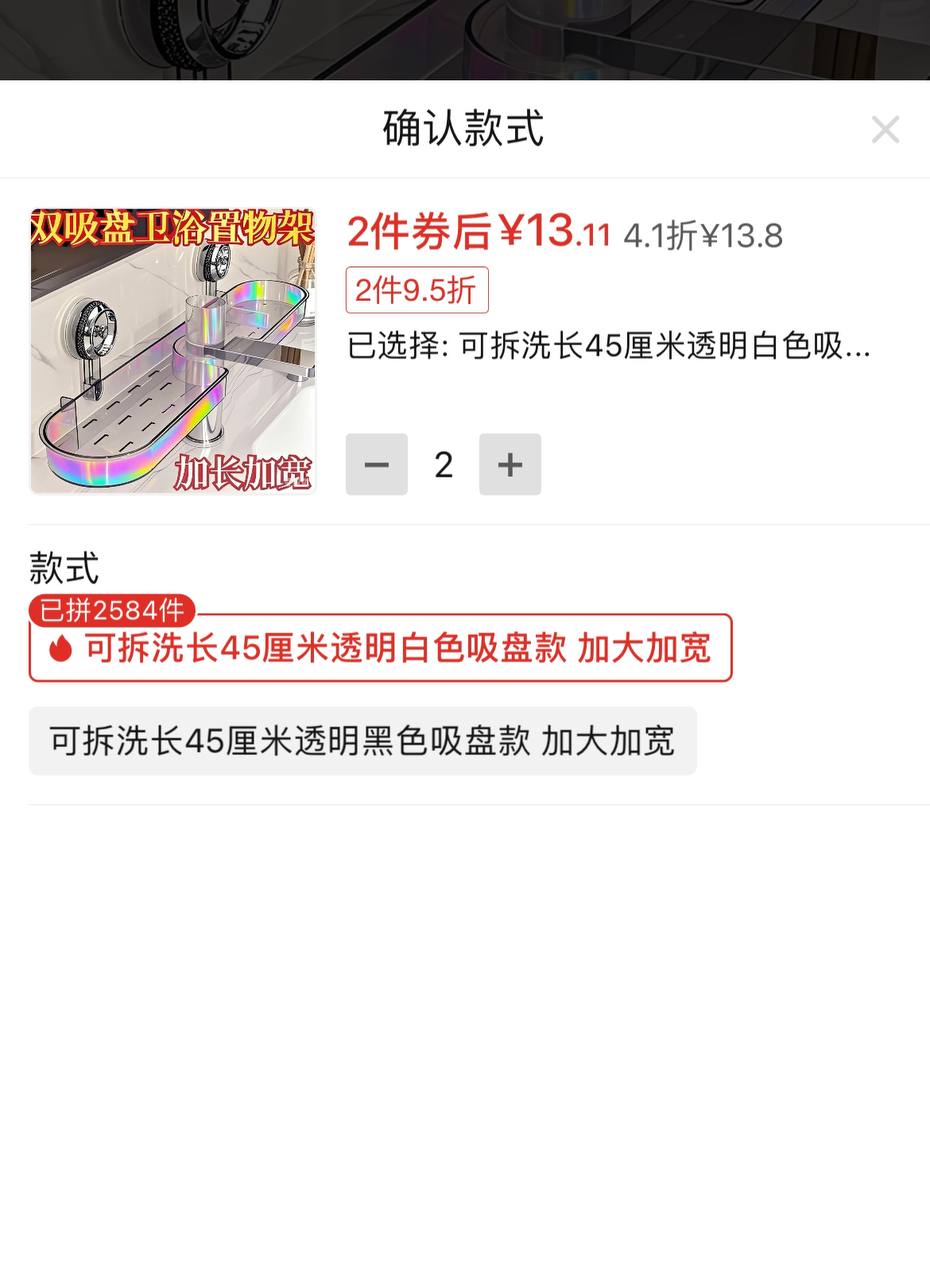 确认款式
双吸盘卫浴置物架
加长加宽
2件券后¥13.11 4.1折¥13.8
2件9.5折
已选择: 可拆洗长45厘米透明白色吸...
2
款式
已拼2584件
可拆洗长45厘米透明白色吸盘款 加大加宽
可拆洗长45厘米透明黑色吸盘款 加大加宽